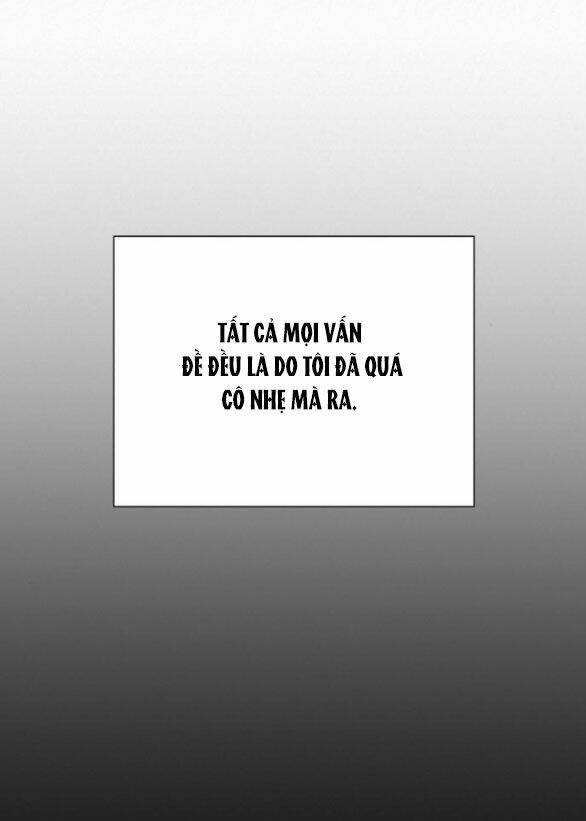 TẤT CẢ MỌI VẤN
ĐỀ ĐỀU LÀ DO TÔI ĐÃ QUÁ
CÔ NHẸ MÀ RA.